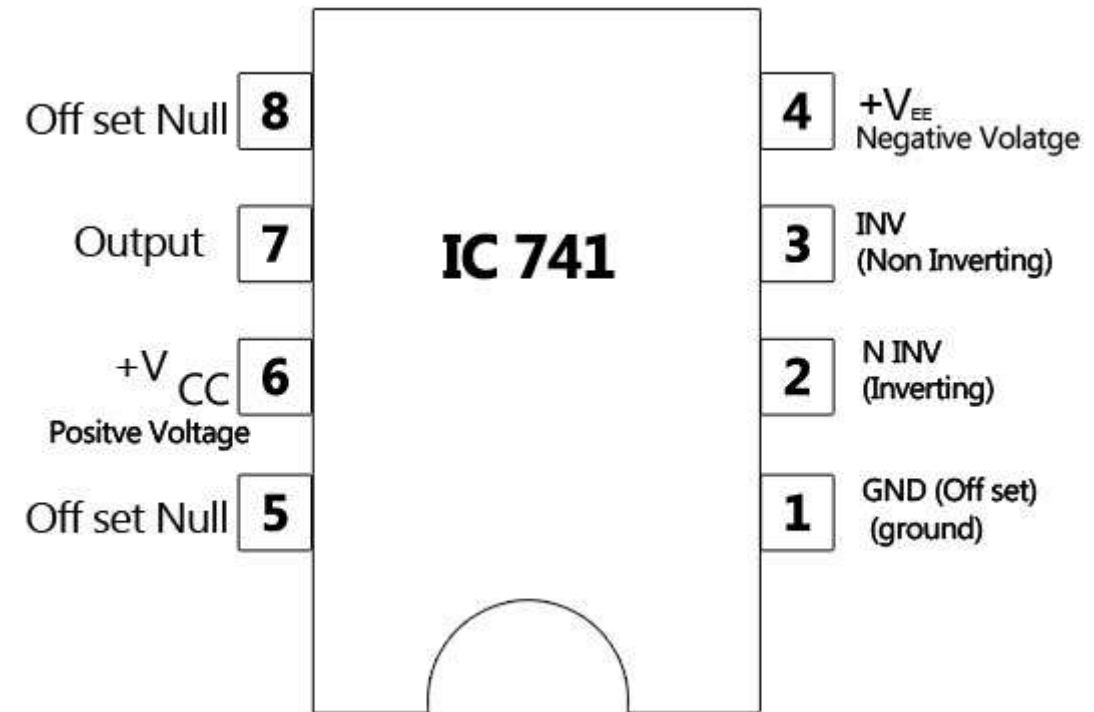 Off set Null 8
Output 7
+V CC 6
Positve Voltage
Off set Null 5
IC 741
4 +VEE
Negative Volatge
3 INV
(Non Inverting)
2 N INV
(Inverting)
1 GND (Off set)
(ground)